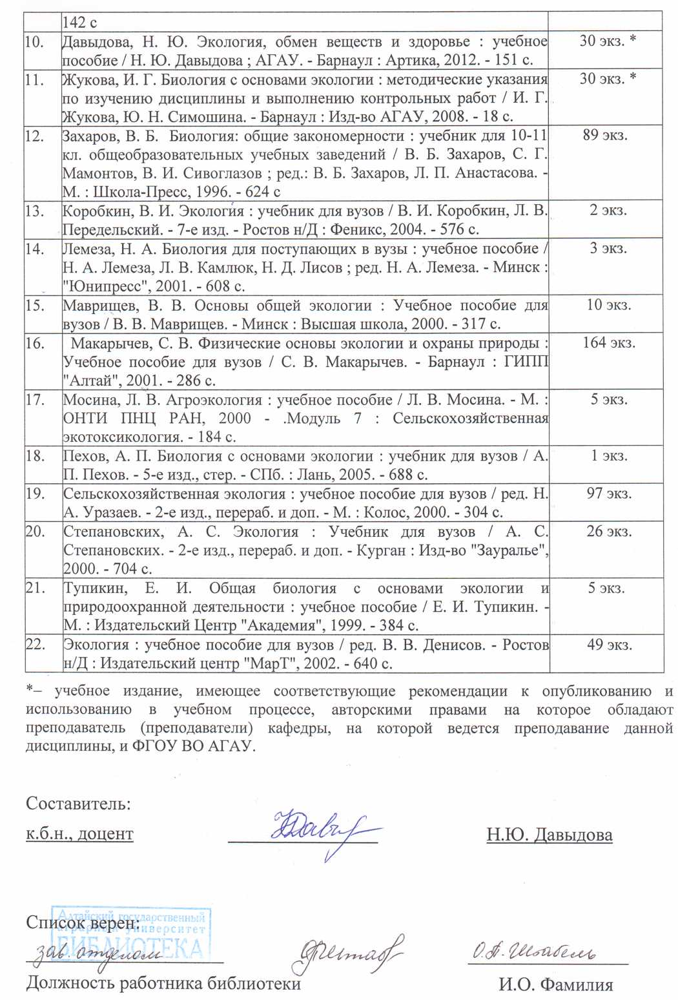 142 с
10. Давыдова, Н. Ю. Экология, обмен веществ и здоровье : учебное 30 экз. *
пособие / Н. Ю. Давыдова ; АГАУ. - Барнаул : Артика, 2012. - 151 с.
11. Жукова, И. Г. Биология с основами экологии : методические указания 30 экз. *
по изучению дисциплины и выполнению контрольных работ / И. Г.
Жукова, Ю. Н. Симошина. - Барнаул : Изд-во АГАУ, 2008. - 18 с.
12. Захаров, В. Б. Биология: общие закономерности : учебник для 10-11 89 экз.
кл. общеобразовательных учебных заведений / В. Б. Захаров, С. Г.
Мамонтов, В. И. Сивоглазов ; ред.: В. Б. Захаров, Л. П. Анастасова. -
М. : Школа-Пресс, 1996. - 624 с
13. Коробкин, В. И. Экология : учебник для вузов / В. И. Коробкин, Л. В. 2 экз.
Передельский. - 7-е изд. - Ростов н/Д : Феникс, 2004. - 576 с.
14. Лемеза, Н. А. Биология для поступающих в вузы : учебное пособие / 3 экз.
Н. А. Лемеза, Л. В. Камлюк, Н. Д. Лисов ; ред. Н. А. Лемеза. - Минск :
"Юнипресс", 2001. - 608 с.
15. Маврищев, В. В. Основы общей экологии : Учебное пособие для 10 экз.
вузов / В. В. Маврищев. - Минск : Высшая школа, 2000. - 317 с.
16. Макарычев, С. В. Физические основы экологии и охраны природы : 164 экз.
Учебное пособие для вузов / С. В. Макарычев. - Барнаул : ГИПП
"Алтай", 2001. - 286 с.
17. Мосина, Л. В. Агроэкология : учебное пособие / Л. В. Мосина. - М. : 5 экз.
ОНТИ ПНЦ РАН, 2000 - .Модуль 7 : Сельскохозяйственная
экотоксикология. - 184 с.
18. Пехов, А. П. Биология с основами экологии : учебник для вузов / А. 1 экз.
П. Пехов. - 5-е изд., стер. - СПб. : Лань, 2005. - 688 с.
19. Сельскохозяйственная экология : учебное пособие для вузов / ред. Н. 97 экз.
А. Уразаев. - 2-е изд., перераб. и доп. - М. : Колос, 2000. - 304 с.
20. Степановских, А. С. Экология : Учебник для вузов / А. С. 26 экз.
Степановских. - 2-е изд., перераб. и доп. - Курган : Изд-во "Зауралье",
2000. - 704 с.
21. Тупикин, Е. И. Общая биология с основами экологии и 5 экз.
природоохранной деятельности : учебное пособие / Е. И. Тупикин. -
М. : Издательский Центр "Академия", 1999. - 384 с.
22. Экология : учебное пособие для вузов / ред. В. В. Денисов. - Ростов 49 экз.
н/Д : Издательский центр "МарТ", 2002. - 640 с.
*– учебное издание, имеющее соответствующие рекомендации к опубликованию и
использованию в учебном процессе, авторскими правами на которое обладают
преподаватель (преподаватели) кафедры, на которой ведется преподавание данной
дисциплины, и ФГОУ ВО АГАУ.
Составитель:
к.б.н., доцент Н.Ю. Давыдова
Алтайский государственный
аграрный университет
БИБЛИОТЕКА
Список верен:
зав. отделом О.П. Штабель
Должность работника библиотеки И.О. Фамилия